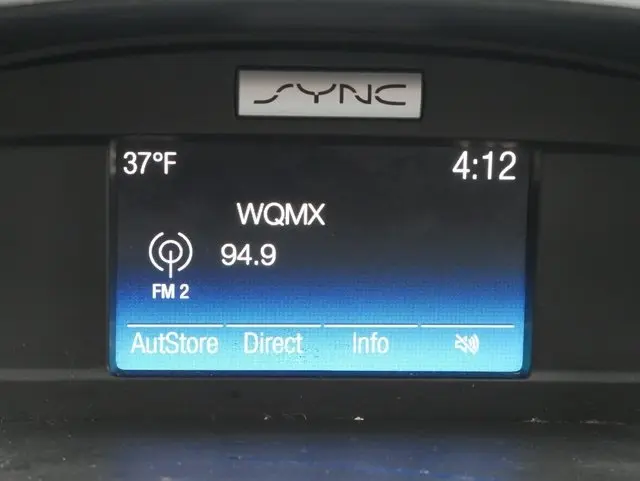 SYNC
37°F 4:12
WQMX
94.9
FM 2
AutStore Direct Info